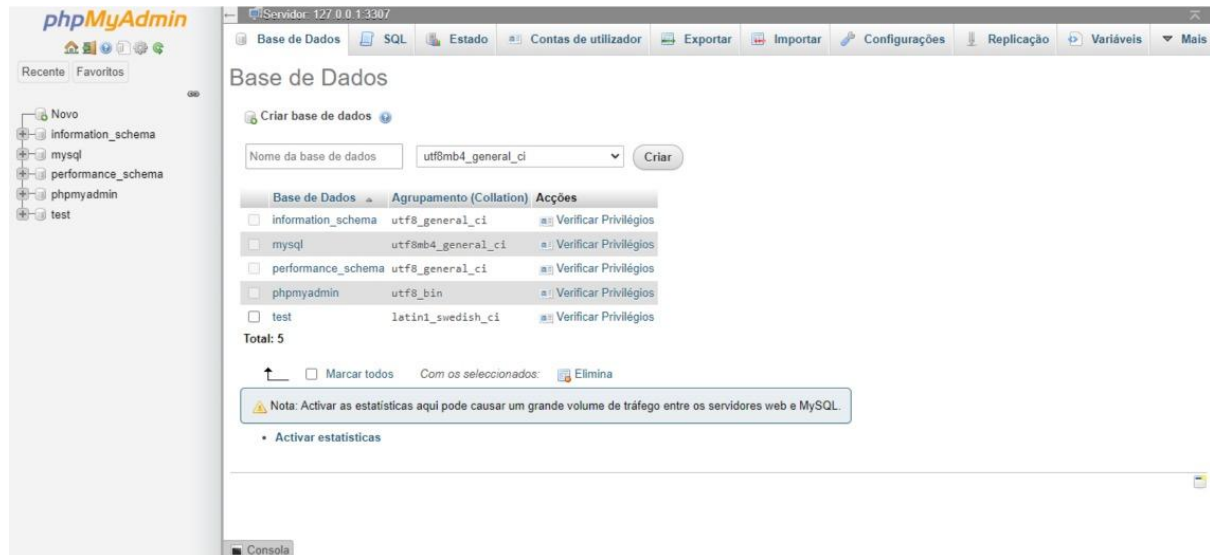 phpMyAdmin
Recente Favoritos
Novo
information_schema
mysql
performance_schema
phpmyadmin
test
Servidor: 127.0.0.1:3307
Base de Dados SQL Estado Contas de utilizador Exportar Importar Configurações Replicação Variáveis Mais
Base de Dados
Criar base de dados
Nome da base de dados utf8mb4_general_ci Criar
Base de Dados Agrupamento (Collation) Acções
information_schema utf8_general_ci Verificar Privilégios
mysql utf8mb4_general_ci Verificar Privilégios
performance_schema utf8_general_ci Verificar Privilégios
phpmyadmin utf8_bin Verificar Privilégios
test latin1_swedish_ci Verificar Privilégios
Total: 5
Marcar todos Com os seleccionados: Elimina
Nota: Activar as estatísticas aqui pode causar um grande volume de tráfego entre os servidores web e MySQL.
• Activar estatísticas
Consola